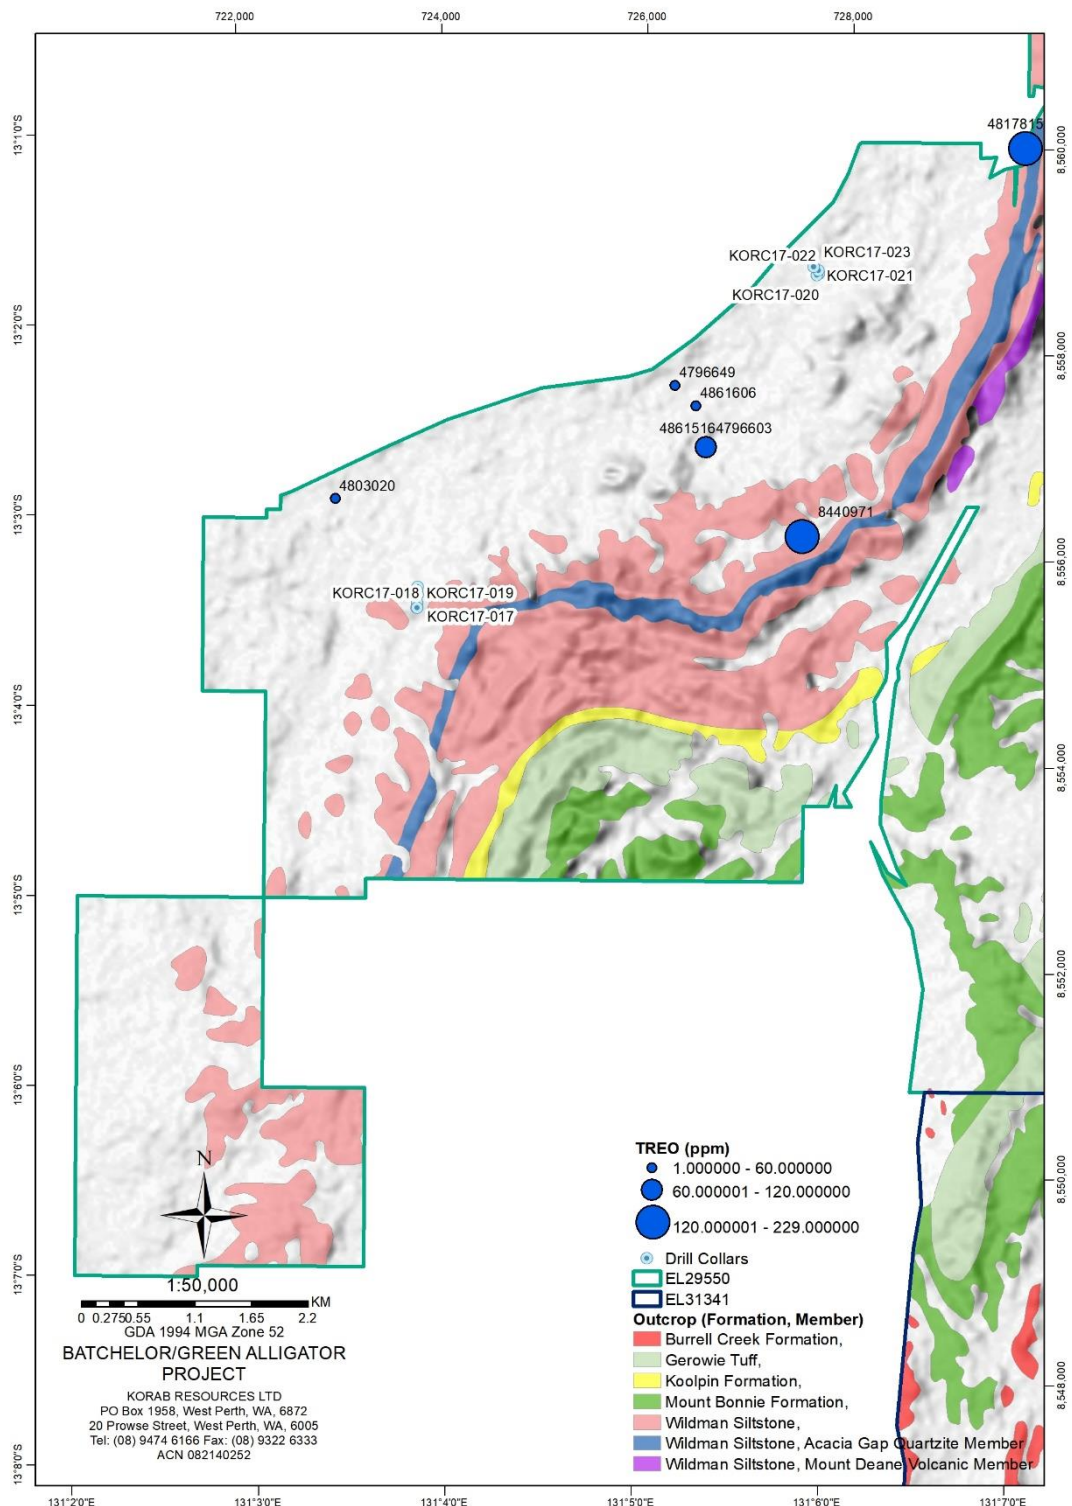 722,000
724,000
726,000
728,000
4817815
13°1'0"S
8,560,000
KORC17-022
KORC17-023
KORC17-021
KORC17-020
13°2'0"S
8,558,000
4796649
4861606
48615164796603
4803020
13°3'0"S
8440971
8,556,000
KORC17-018
KORC17-019
KORC17-017
13°4'0"S
8,554,000
13°5'0"S
8,552,000
13°6'0"S
N
TREO (ppm)
1.000000 - 60.000000
60.000001 - 120.000000
120.000001 - 229.000000
8,550,000
Drill Collars
EL29550
EL31341
Outcrop (Formation, Member)
Burrell Creek Formation,
Gerowie Tuff,
Koolpin Formation,
Mount Bonnie Formation,
Wildman Siltstone,
Wildman Siltstone, Acacia Gap Quartzite Member
Wildman Siltstone, Mount Deane Volcanic Member
13°7'0"S
1:50,000
KM
0 0.2750.55 1.1 1.65 2.2
GDA 1994 MGA Zone 52
BATCHELOR/GREEN ALLIGATOR
PROJECT
KORAB RESOURCES LTD
PO Box 1958, West Perth, WA, 6872
20 Prowse Street, West Perth, WA, 6005
Tel: (08) 9474 6166 Fax: (08) 9322 6333
ACN 082140252
8,548,000
13°8'0"S
131°2'0"E
131°3'0"E
131°4'0"E
131°5'0"E
131°6'0"E
131°7'0"E